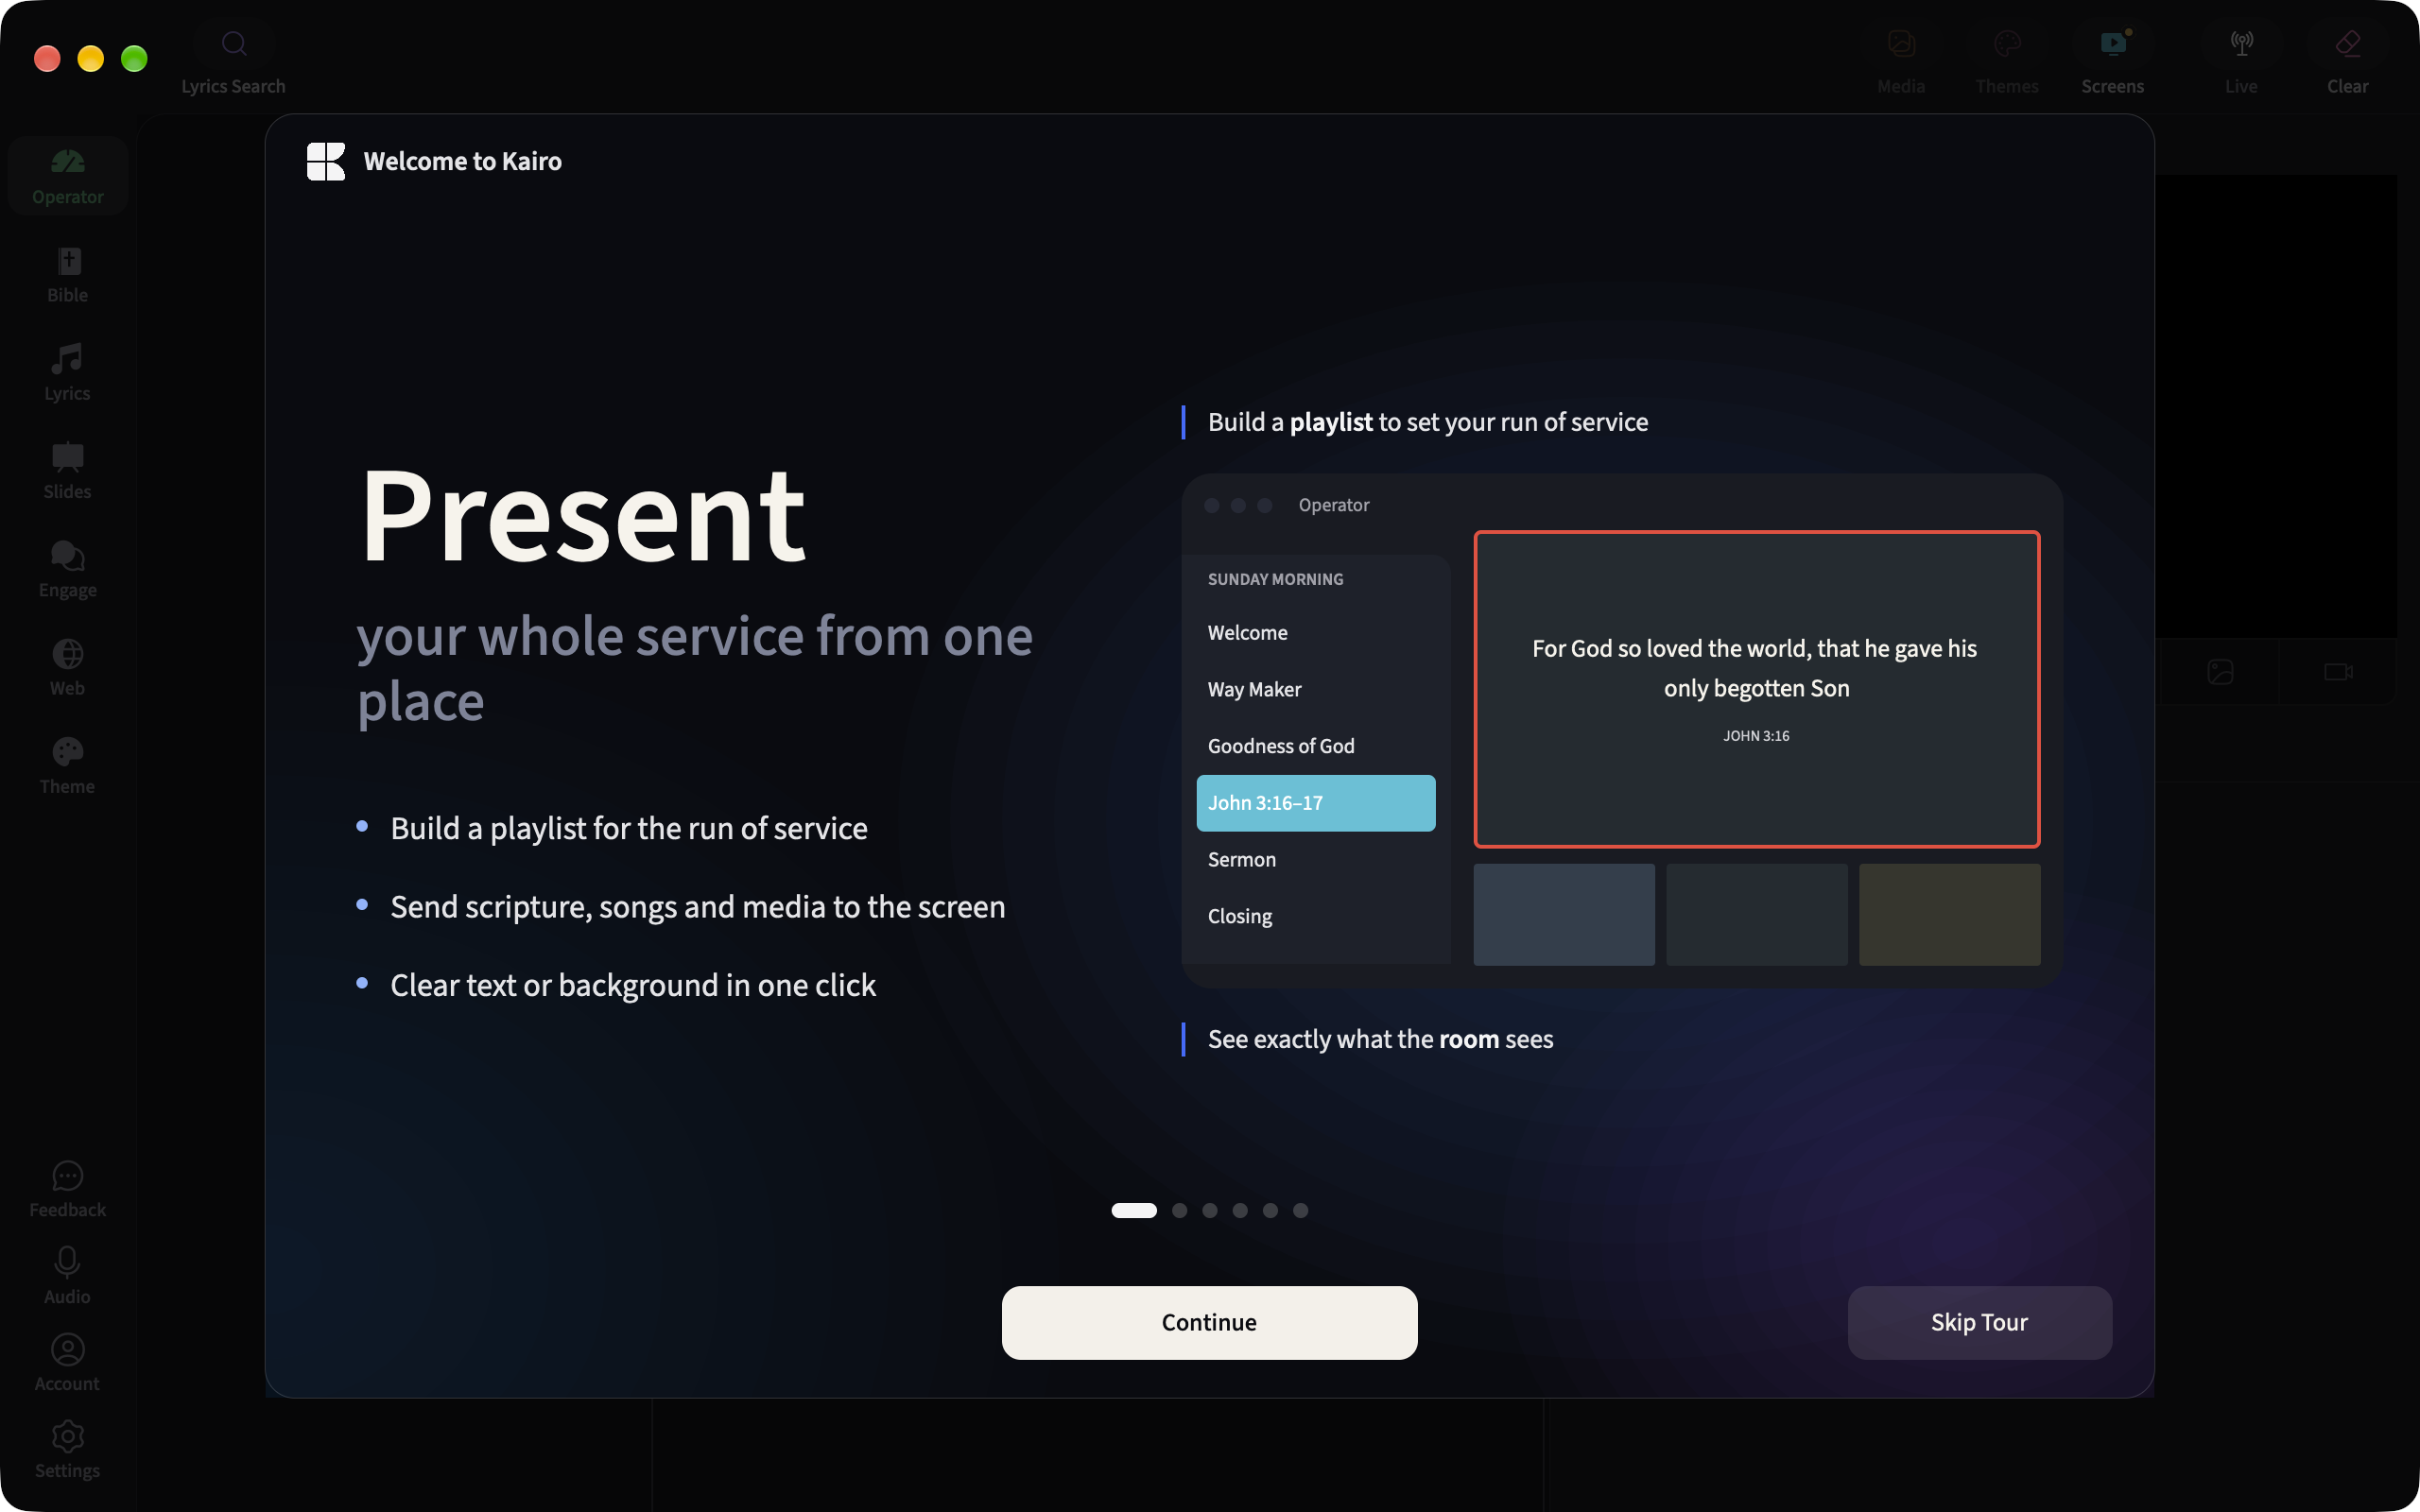 Lyrics Search
Media
Themes
Screens
Live
Clear
Operator
Bible
Lyrics
Slides
Engage
Web
Theme
Feedback
Audio
Account
Settings
Welcome to Kairo
Present
your whole service from one
place
Build a playlist for the run of service
Send scripture, songs and media to the screen
Clear text or background in one click
Build a playlist to set your run of service
Operator
SUNDAY MORNING
Welcome
Way Maker
Goodness of God
John 3:16–17
Sermon
Closing
For God so loved the world, that he gave his
only begotten Son
JOHN 3:16
See exactly what the room sees
Continue
Skip Tour